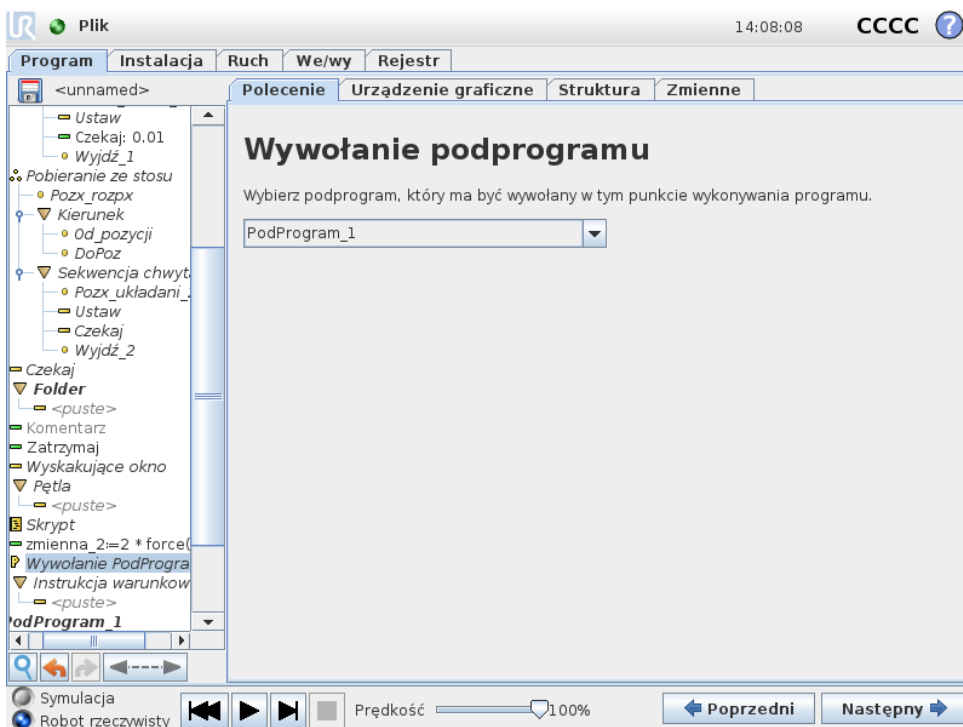 Plik
14:08:08
CCCC
?
Program Instalacja Ruch We/wy Rejestr
<unnamed>
Polecenie Urządzenie graficzne Struktura Zmienne
Ustaw
Czekaj: 0.01
Wyjdź_1
Pobieranie ze stosu
Pozx_rozpx
Kierunek
Od_pozycji
DoPoz
Sekwencja chwyt
Pozx_układani_
Ustaw
Czekaj
Wyjdź_2
Czekaj
Folder
<puste>
Komentarz
Zatrzymaj
Wyskakujące okno
Pętla
<puste>
Skrypt
zmienna_2:=2 * force(
Wywołanie PodProgra
Instrukcja warunkow
<puste>
PodProgram_1
Wywołanie podprogramu
Wybierz podprogram, który ma być wywołany w tym punkcie wykonywania programu.
PodProgram_1
Symulacja
Robot rzeczywisty
Prędkość 100%
Poprzedni
Następny